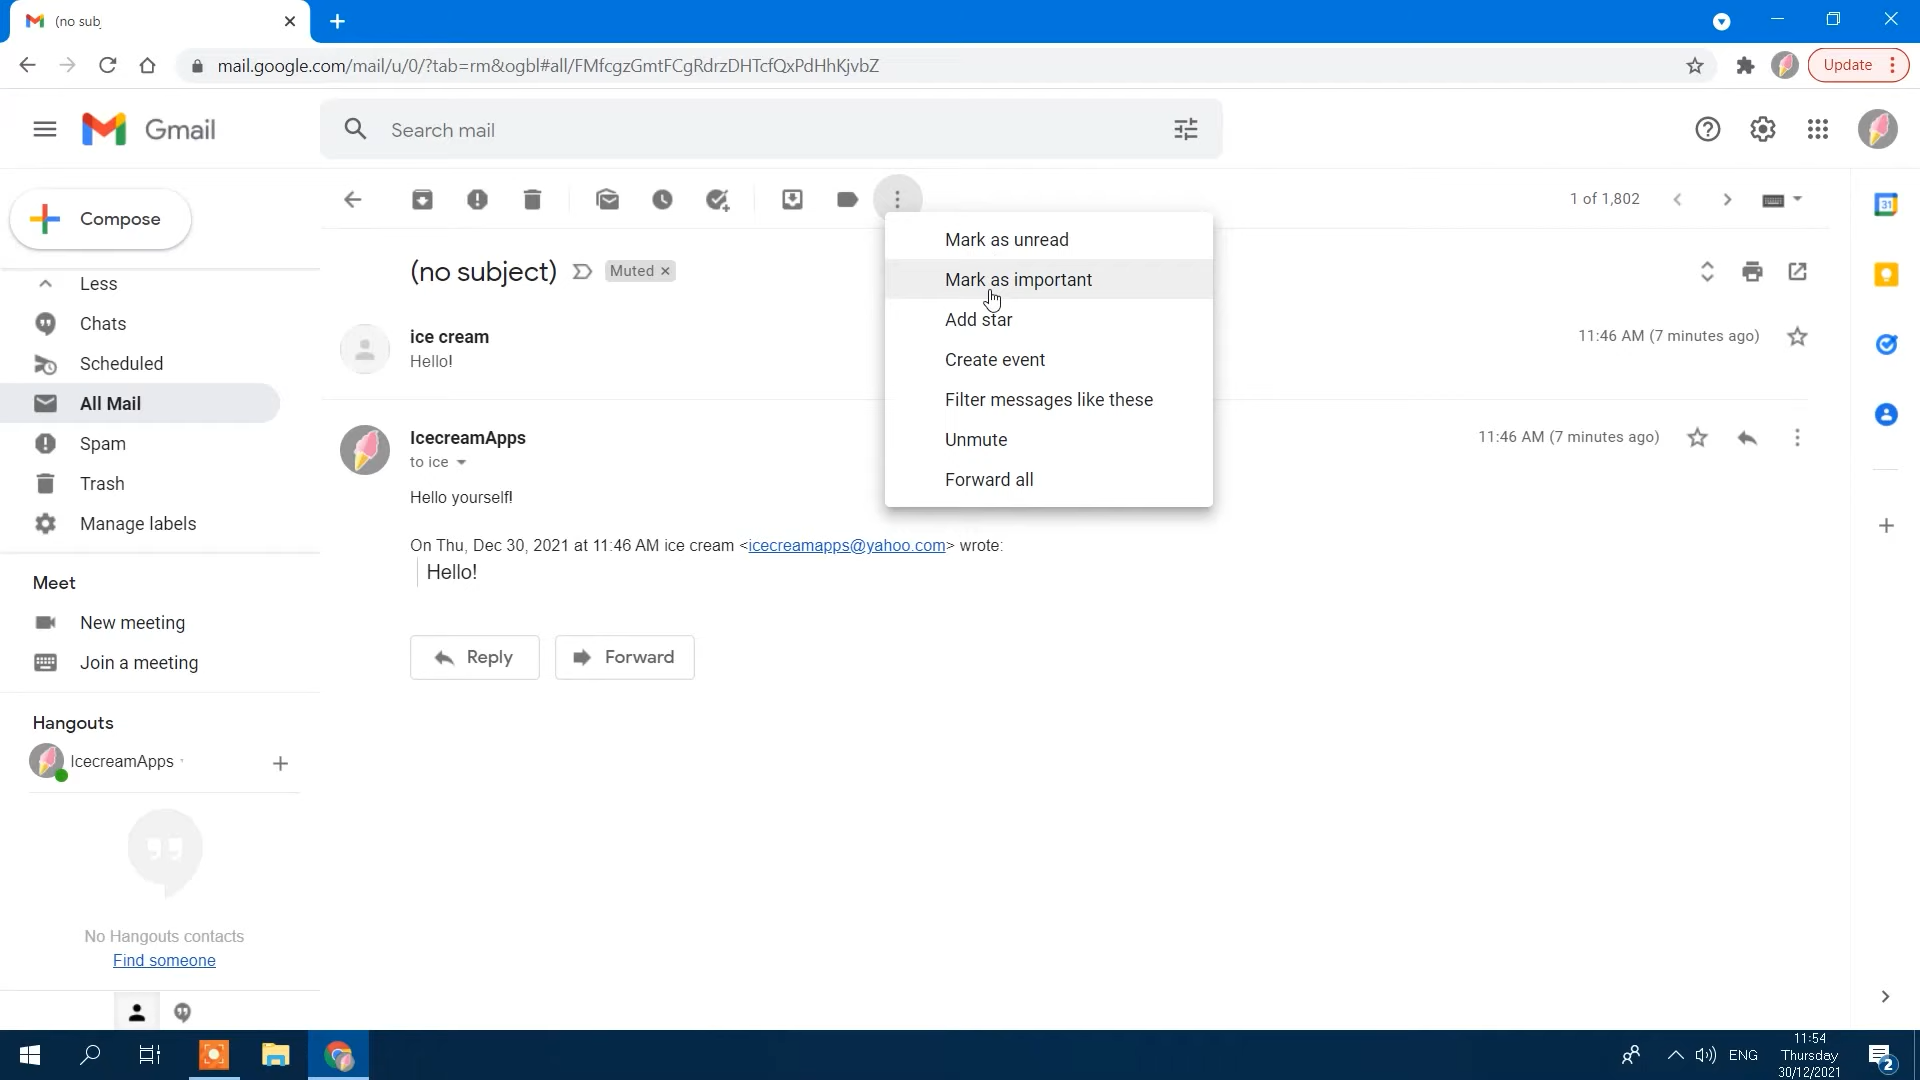 (no sub
mail.google.com/mail/u/0/?tab=rm&ogbl#all/FMfcgzGmtFCgRdrzDHTcfQxPdHhKjvbZ
Update
Gmail
Search mail
Compose
1 of 1,802
Less
Chats
Scheduled
All Mail
Spam
Trash
Manage labels
Meet
New meeting
Join a meeting
Hangouts
IcecreamApps
No Hangouts contacts
Find someone
(no subject)
Muted
ice cream
Hello!
11:46 AM (7 minutes ago)
IcecreamApps
to ice
11:46 AM (7 minutes ago)
Hello yourself!
On Thu, Dec 30, 2021 at 11:46 AM ice cream <icecreamapps@yahoo.com> wrote:
Hello!
Reply
Forward
Mark as unread
Mark as important
Add star
Create event
Filter messages like these
Unmute
Forward all
31
ENG
11:54
Thursday
30/12/2021
2